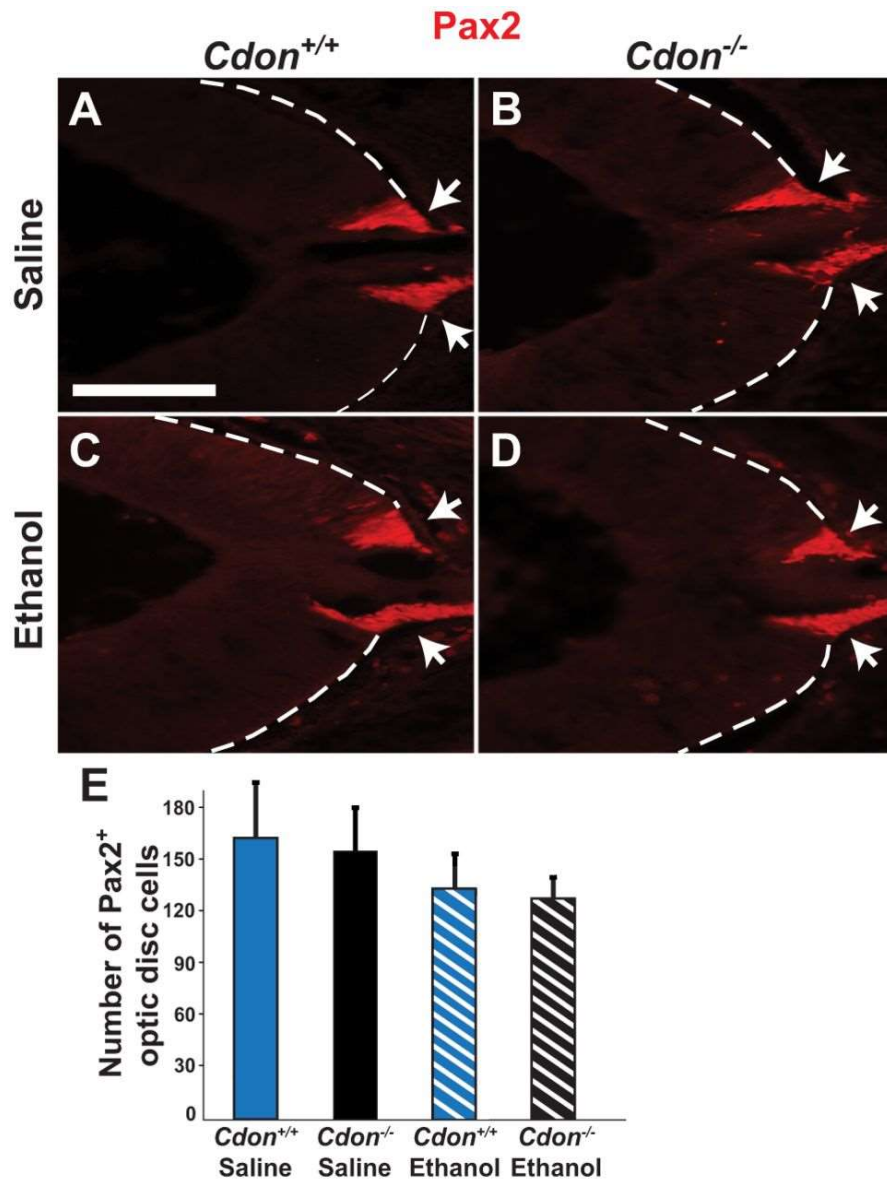 Pax2
Cdon+/+
Cdon-/-
Saline
A
B
Ethanol
C
D
E
Number of Pax2+
optic disc cells
180
150
120
90
60
30
0
Cdon+/+ Cdon-/- Cdon+/+ Cdon-/-
Saline Saline Ethanol Ethanol